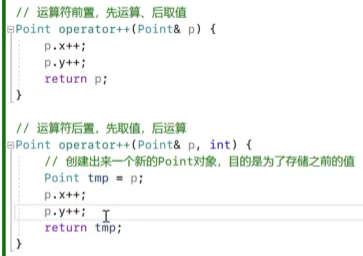 // 运算符前置，先运算、后取值
Point operator++(Point& p) {
    p.x++;
    p.y++;
    return p;
}
// 运算符后置，先取值，后运算
Point operator++(Point& p, int) {
    // 创建出来一个新的Point对象，目的是为了存储之前的值
    Point tmp = p;
    p.x++;
    p.y++;
    return tmp;
}